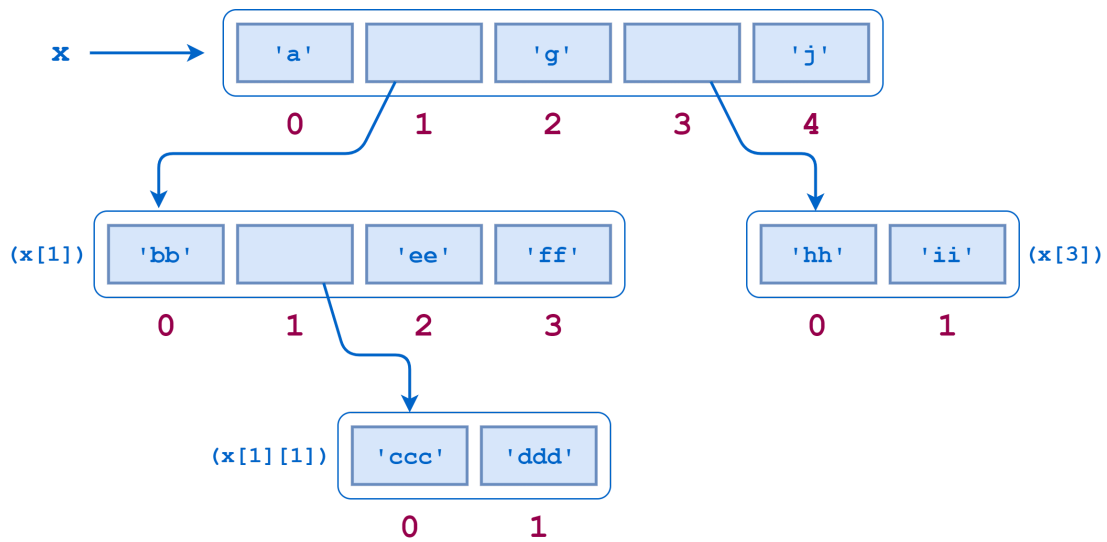 x 'a' 'g' 'j'
0 1 2 3 4
(x[1]) 'bb' 'ee' 'ff' 'hh' 'ii' (x[3])
0 1 2 3 0 1
(x[1][1]) 'ccc' 'ddd'
0 1